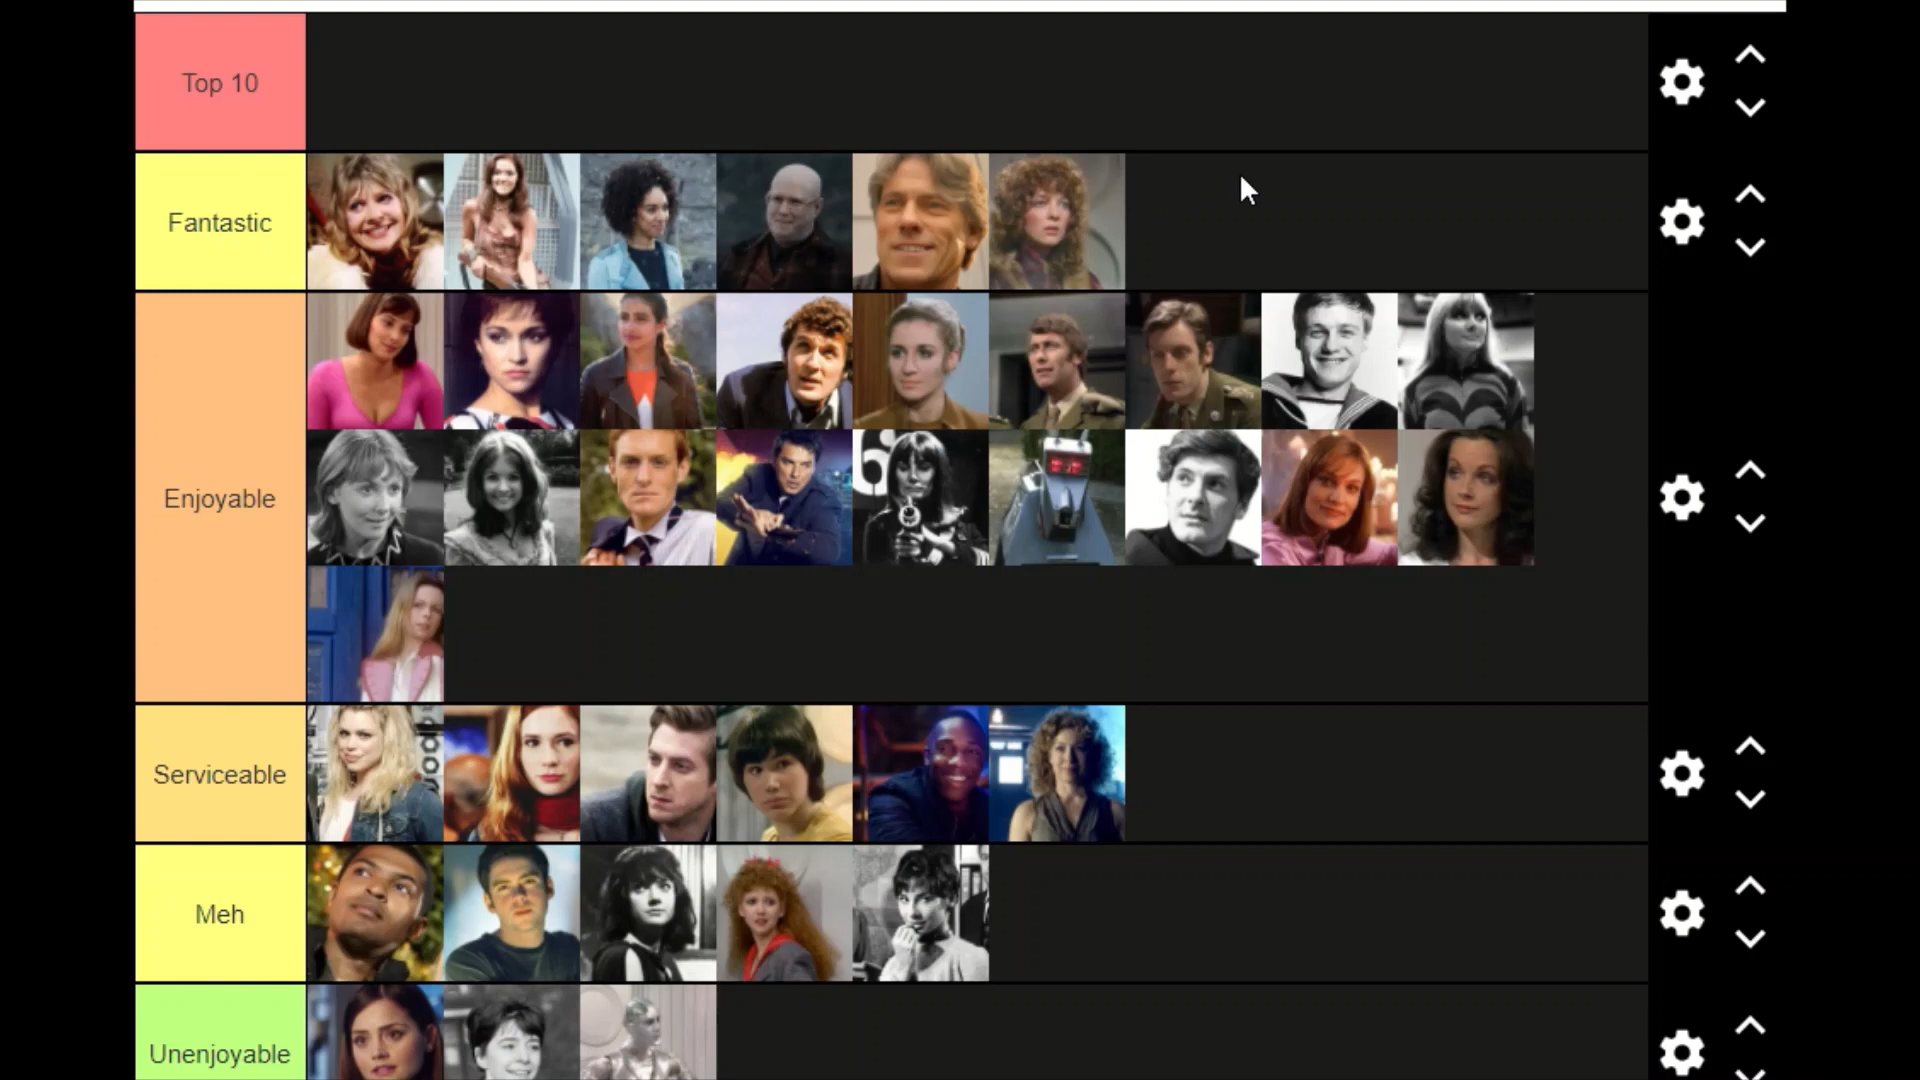 Top 10
Fantastic
Enjoyable
Serviceable
Meh
Unenjoyable